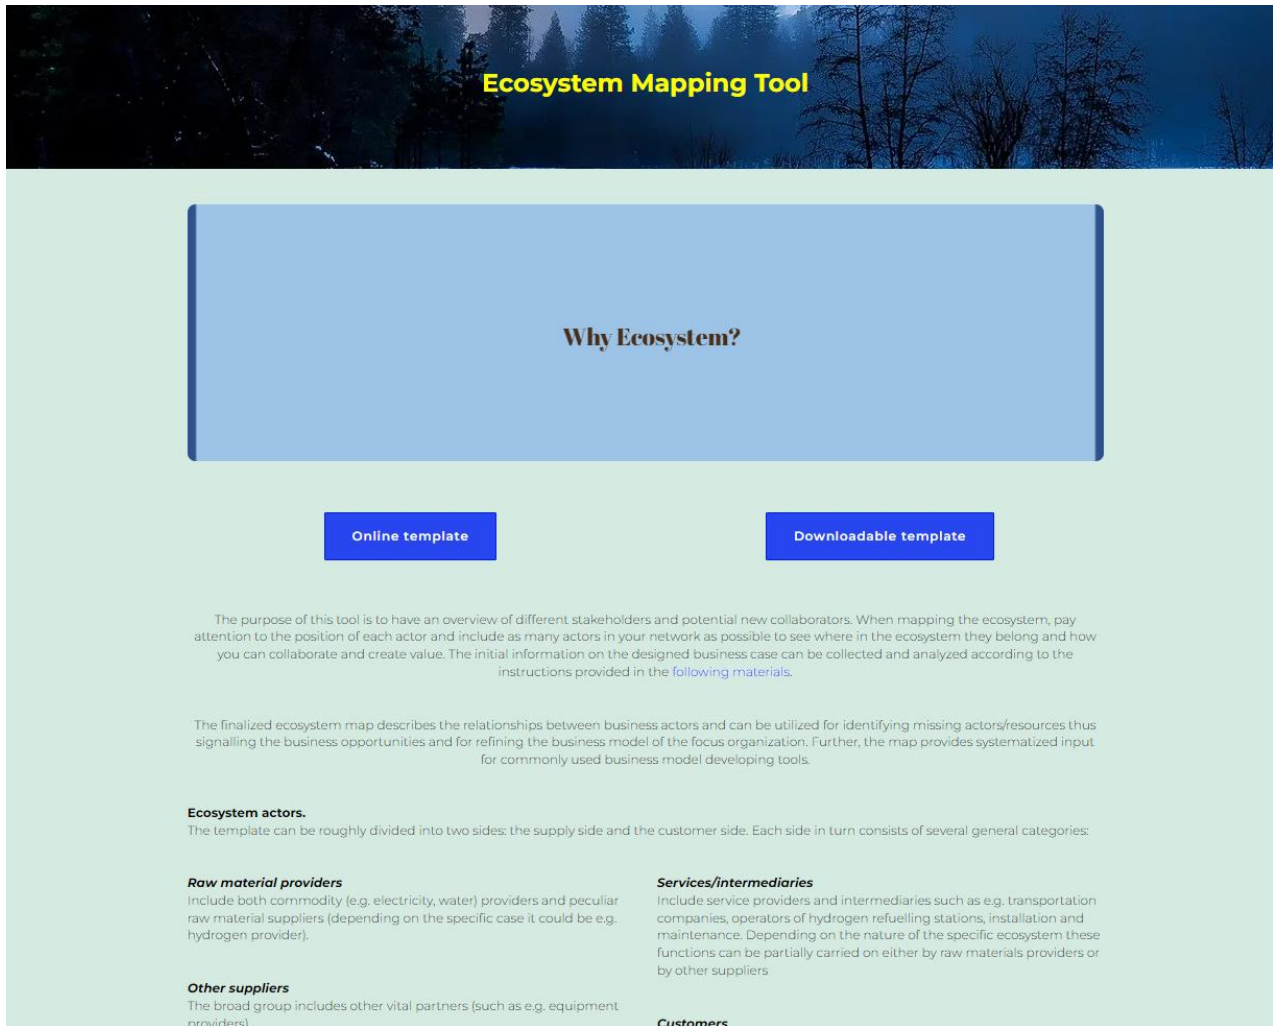 Ecosystem Mapping Tool
Why Ecosystem?
Online template
Downloadable template
The purpose of this tool is to have an overview of different stakeholders and potential new collaborators. When mapping the ecosystem, pay
attention to the position of each actor and include as many actors in your network as possible to see where in the ecosystem they belong and how
you can collaborate and create value. The initial information on the designed business case can be collected and analyzed according to the
instructions provided in the following materials.
The finalized ecosystem map describes the relationships between business actors and can be utilized for identifying missing actors/resources thus
signalling the business opportunities and for refining the business model of the focus organization. Further, the map provides systematized input
for commonly used business model developing tools.
Ecosystem actors.
The template can be roughly divided into two sides: the supply side and the customer side. Each side in turn consists of several general categories:
Raw material providers
Include both commodity (e.g. electricity, water) providers and peculiar
raw material suppliers (depending on the specific case it could be e.g.
hydrogen provider).
Other suppliers
The broad group includes other vital partners (such as e.g. equipment
providers)
Services/intermediaries
Include service providers and intermediaries such as e.g. transportation
companies, operators of hydrogen refuelling stations, installation and
maintenance. Depending on the nature of the specific ecosystem these
functions can be partially carried on either by raw materials providers or
by other suppliers
Customers